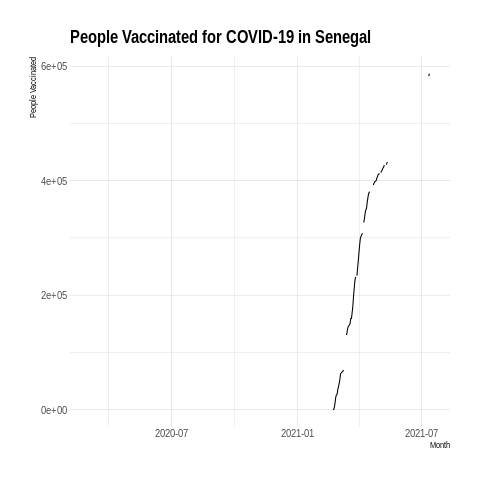 People Vaccinated for COVID-19 in Senegal
People Vaccinated
6e+05
4e+05
2e+05
0e+00
2020-07
2021-01
2021-07
Month